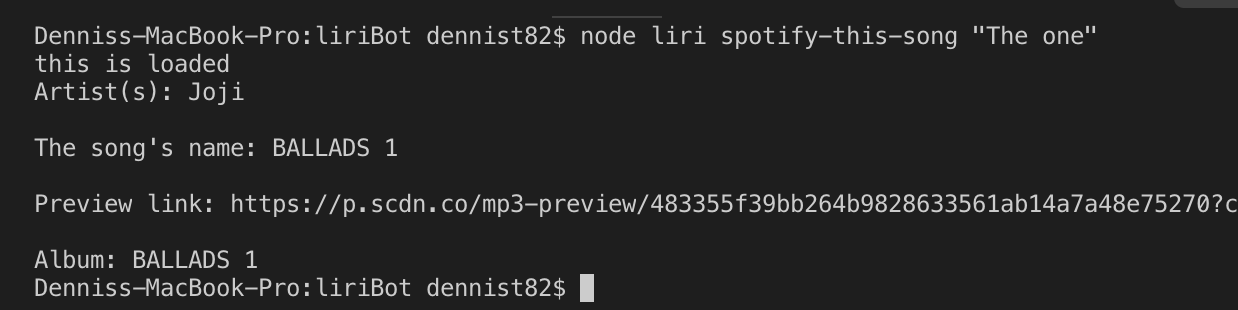 Denniss-MacBook-Pro:liriBot dennist82$ node liri spotify-this-song "The one"
this is loaded
Artist(s): Joji
The song's name: BALLADS 1
Preview link: https://p.scdn.co/mp3-preview/483355f39bb264b9828633561ab14a7a48e75270?c
Album: BALLADS 1
Denniss-MacBook-Pro:liriBot dennist82$